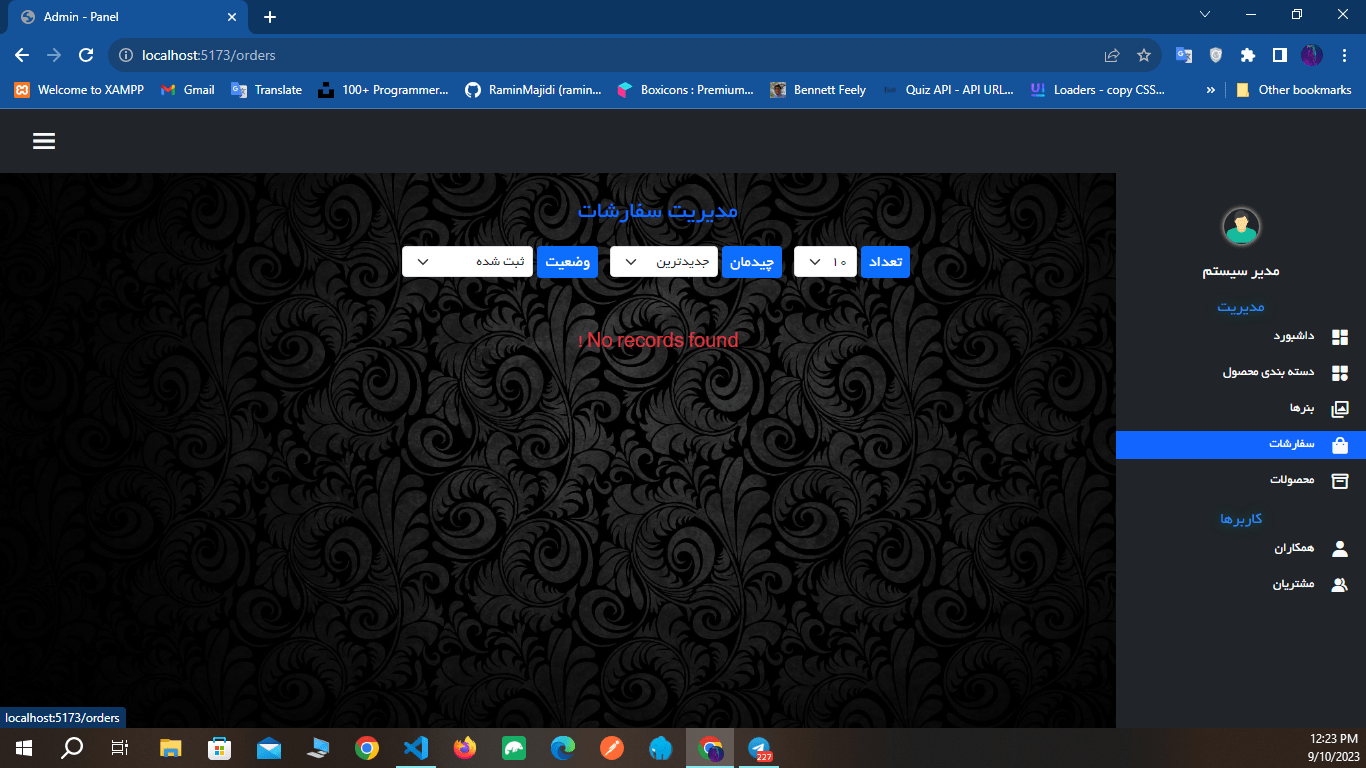 Admin - Panel
localhost:5173/orders
Welcome to XAMPP
Gmail
Translate
100+ Programmer...
RaminMajidi (ramin...
Boxicons : Premium...
Bennett Feely
Quiz API - API URL...
Loaders - copy CSS...
»
Other bookmarks
مدیر سیستم
مدیریت
داشبورد
دسته بندی محصول
بنرها
سفارشات
محصولات
کاربرها
همکاران
مشتریان
مدیریت سفارشات
تعداد ۱۰ چیدمان جدیدترین وضعیت ثبت شده
! No records found
localhost:5173/orders
227
12:23 PM
9/10/2023